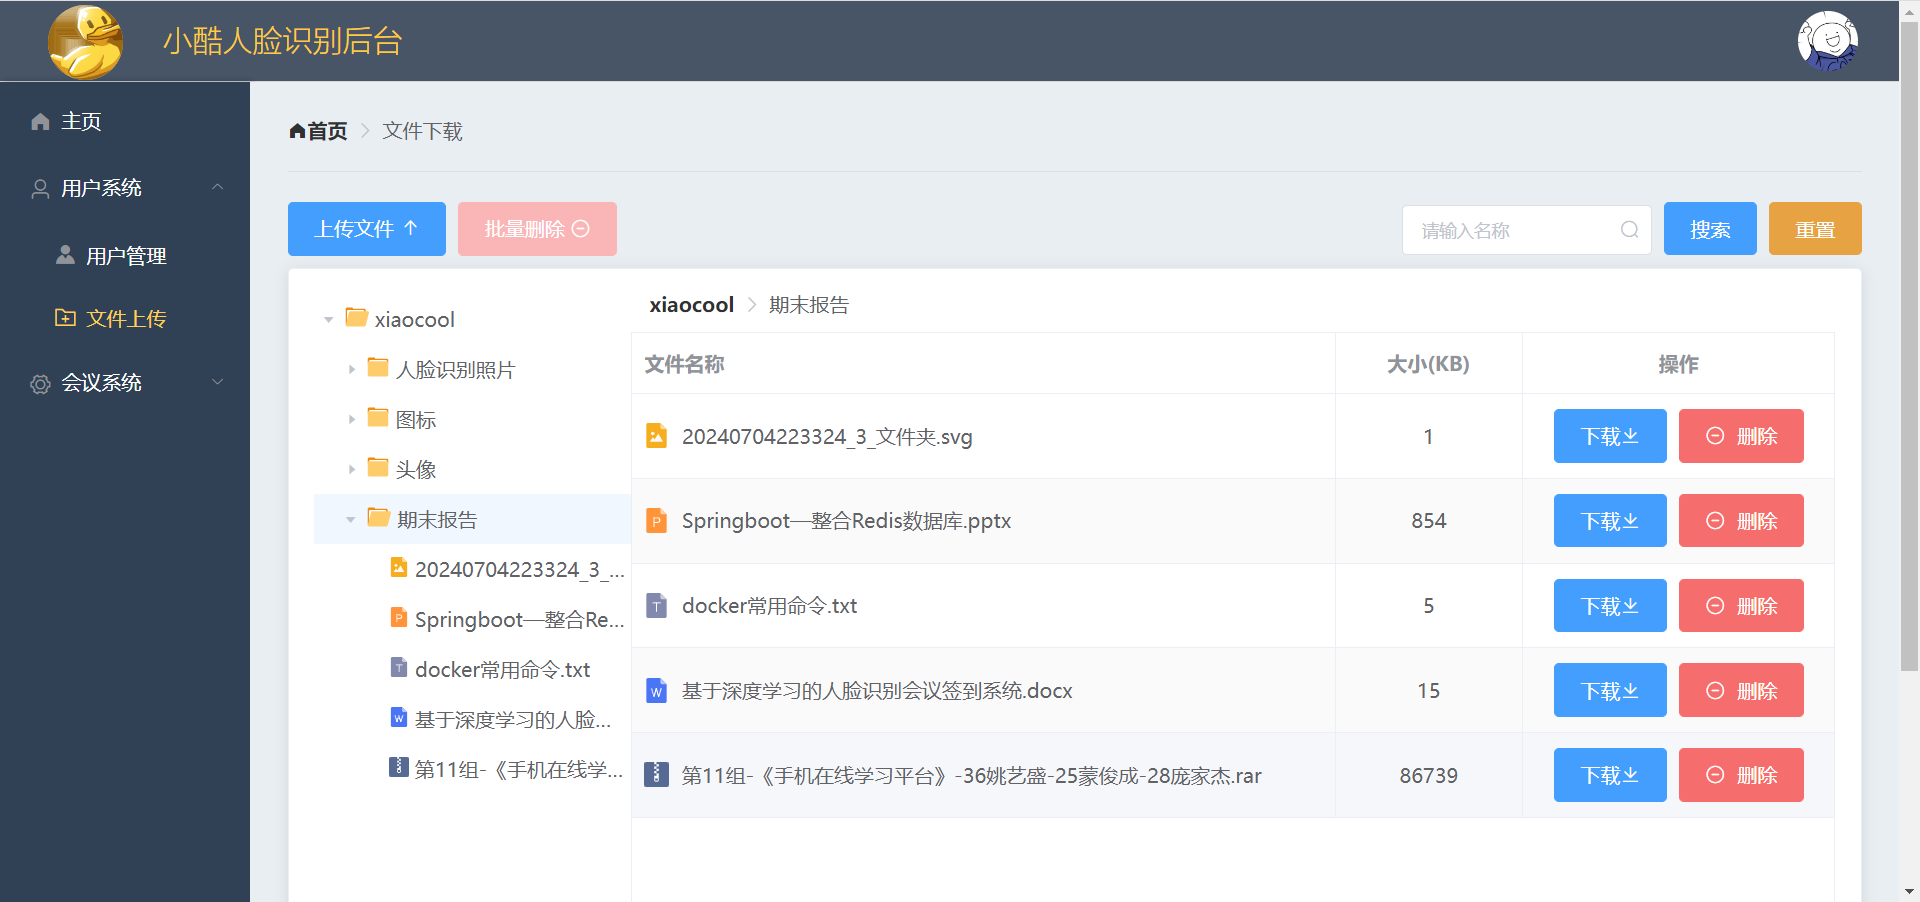 小酷人脸识别后台
主页
用户系统
用户管理
文件上传
会议系统
首页 > 文件下载
上传文件
批量删除
请输入名称
搜索
重置
xiaocool
人脸识别照片
图标
头像
期末报告
20240704223324_3_...
Springboot—整合Re...
docker常用命令.txt
基于深度学习的人脸...
第11组-《手机在线学...
xiaocool > 期末报告
文件名称 大小(KB) 操作
20240704223324_3_文件夹.svg 1 下载 删除
Springboot—整合Redis数据库.pptx 854 下载 删除
docker常用命令.txt 5 下载 删除
基于深度学习的人脸识别会议签到系统.docx 15 下载 删除
第11组-《手机在线学习平台》-36姚艺盛-25蒙俊成-28庞家杰.rar 86739 下载 删除